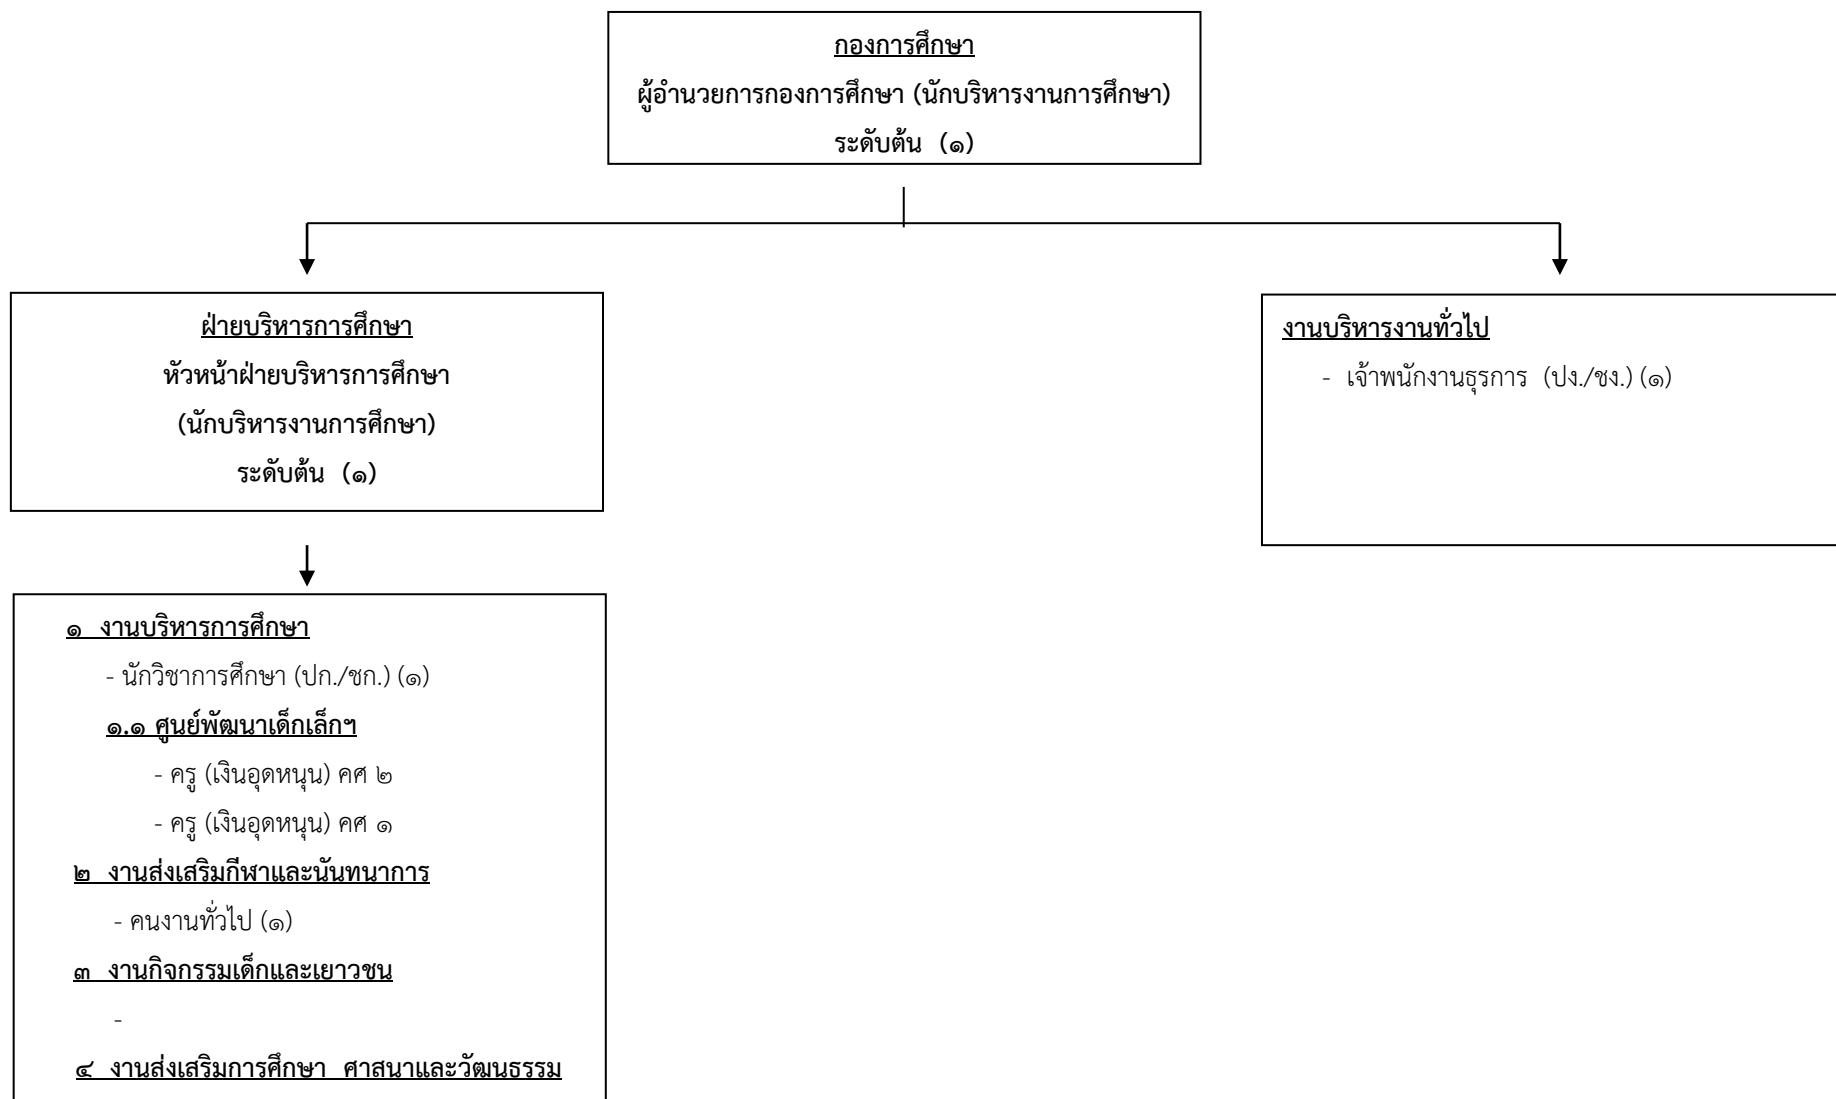 กองการศึกษา
ผู้อำนวยการกองการศึกษา (นักบริหารงานการศึกษา)
ระดับต้น (๑)
ฝ่ายบริหารการศึกษา
หัวหน้าฝ่ายบริหารการศึกษา
(นักบริหารงานการศึกษา)
ระดับต้น (๑)
งานบริหารงานทั่วไป
- เจ้าพนักงานธุรการ (ปง./ชง.) (๑)
๑ งานบริหารการศึกษา
- นักวิชาการศึกษา (ปก./ชก.) (๑)
๑.๑ ศูนย์พัฒนาเด็กเล็กฯ
- ครู (เงินอุดหนุน) คศ ๒
- ครู (เงินอุดหนุน) คศ ๑
๒ งานส่งเสริมกีฬาและนันทนาการ
- คนงานทั่วไป (๑)
๓ งานกิจกรรมเด็กและเยาวชน
-
๔ งานส่งเสริมการศึกษา ศาสนาและวัฒนธรรม